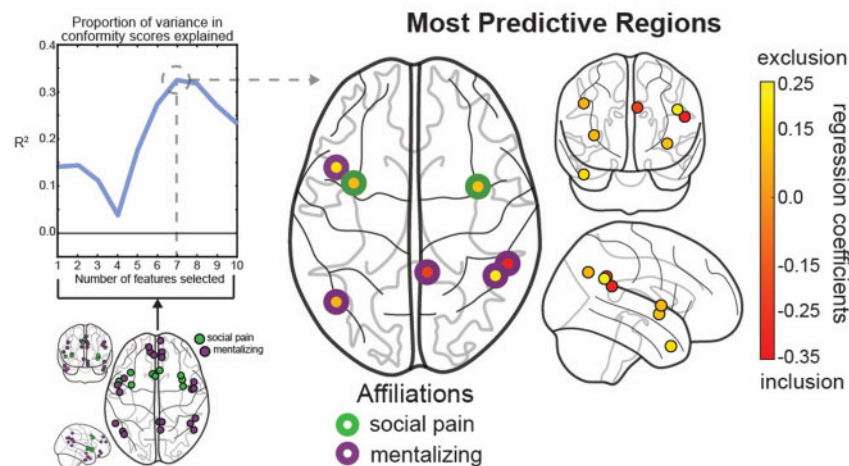 Proportion of variance in
conformity scores explained
0.4
0.3
R²
0.2
0.1
0.0
1 2 3 4 5 6 7 8 9 10
Number of features selected
social pain
mentalizing
Most Predictive Regions
Affiliations
social pain
mentalizing
exclusion
0.25
0.15
0.0
-0.15
-0.35
inclusion
regression coefficients